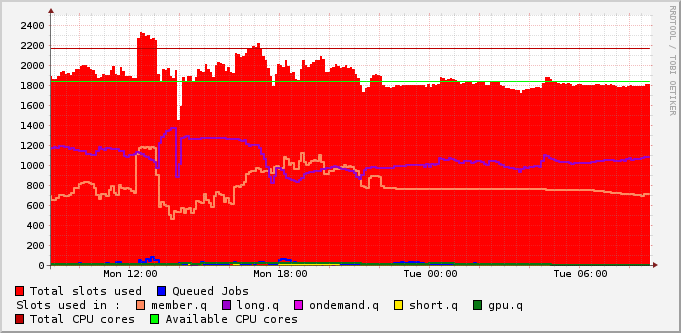 2400
2200
2000
1800
1600
1400
1200
1000
800
600
400
200
0
Mon 12:00 Mon 18:00 Tue 00:00 Tue 06:00
Total slots used Queued Jobs
Slots used in : member.q long.q ondemand.q short.q gpu.q
Total CPU cores Available CPU cores
RRDTOOL / TOBI OETIKER